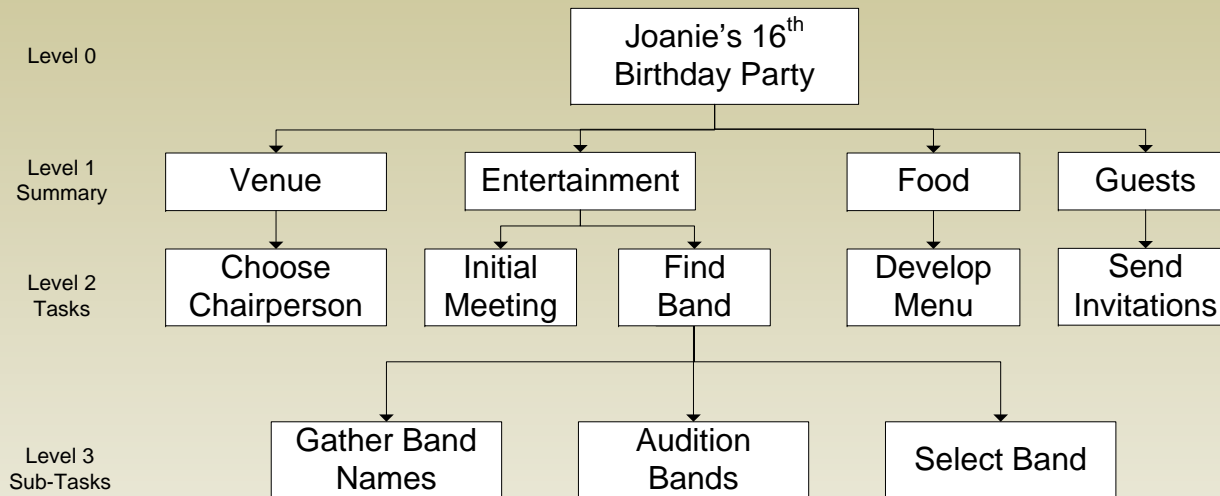 Level 0
Joanie’s 16th
Birthday Party
Level 1
Summary
Venue
Entertainment
Food
Guests
Level 2
Tasks
Choose
Chairperson
Initial
Meeting
Find
Band
Develop
Menu
Send
Invitations
Level 3
Sub-Tasks
Gather Band
Names
Audition
Bands
Select Band